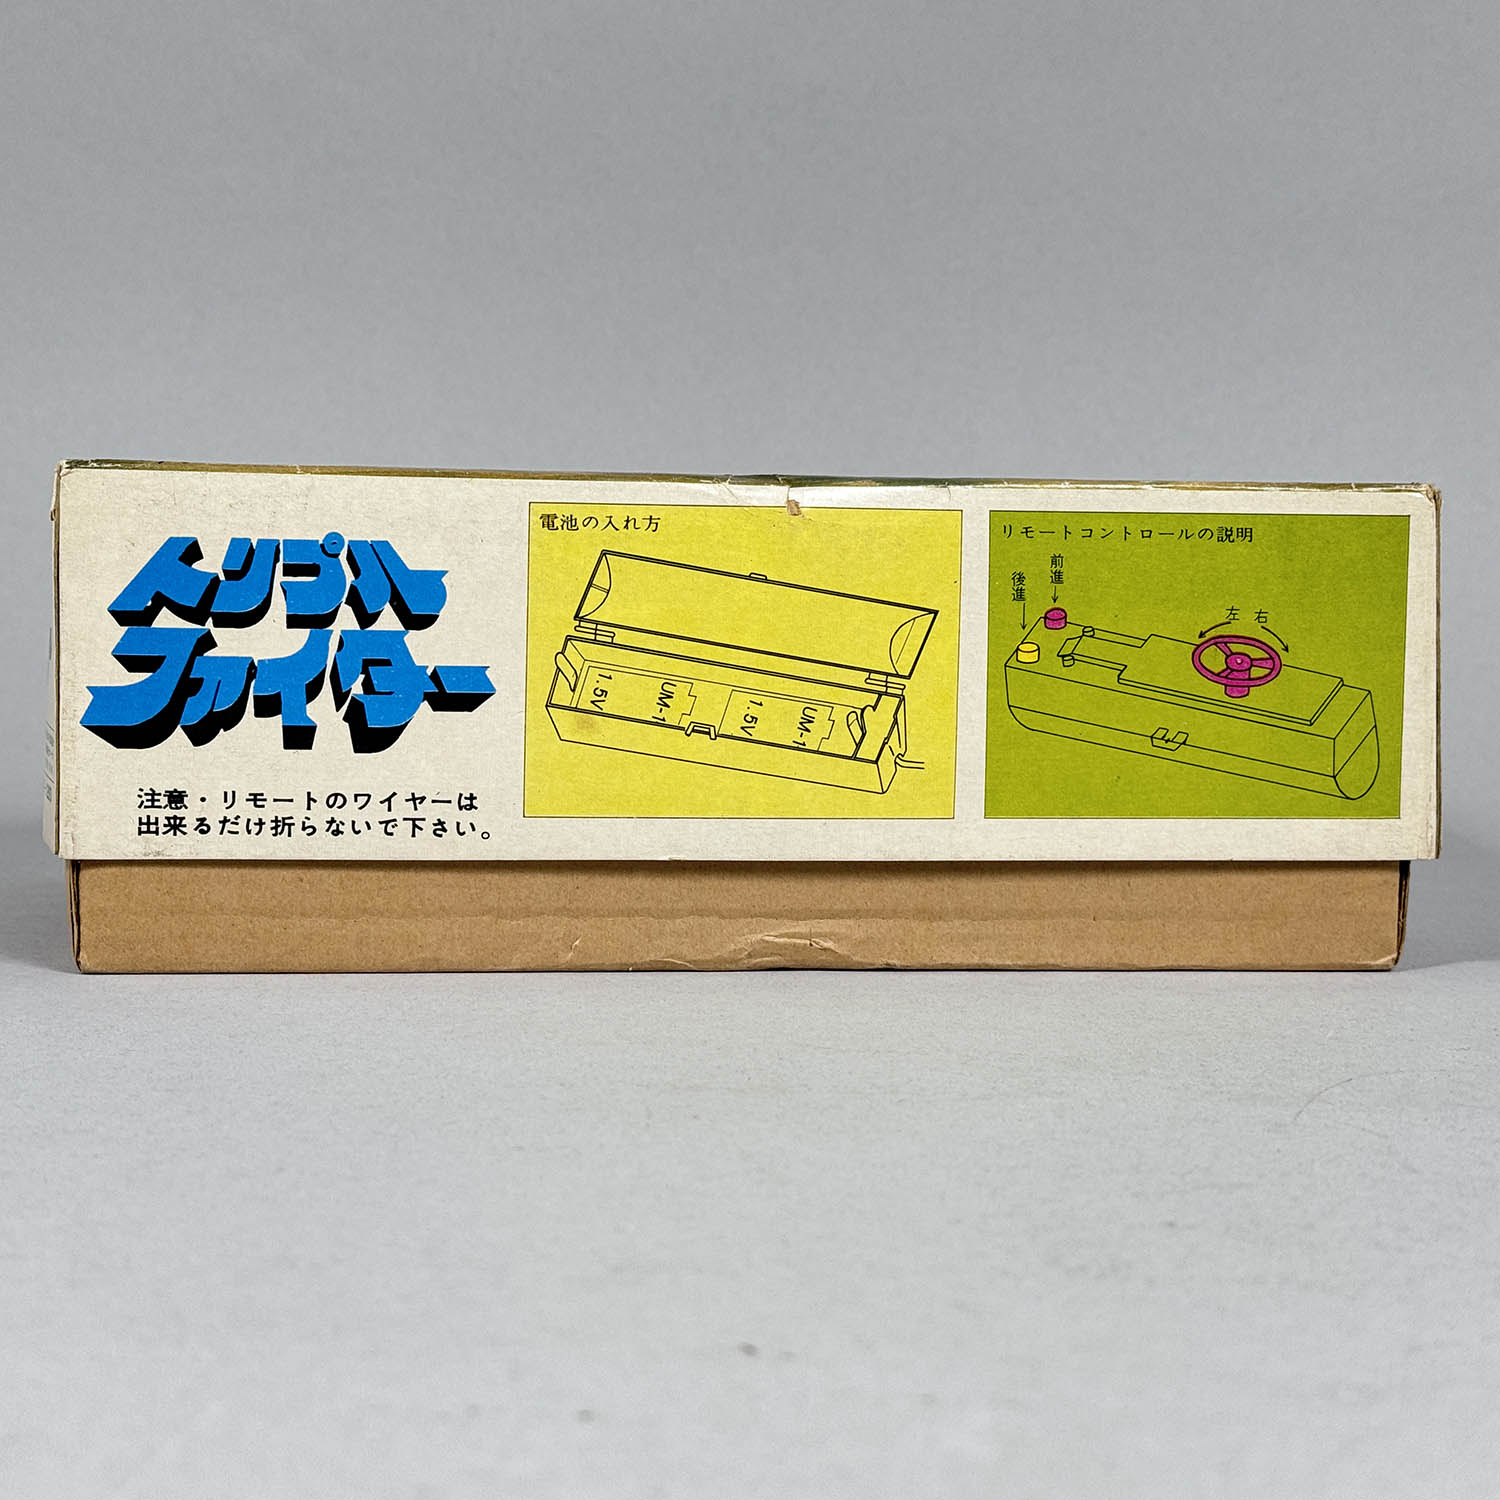 トリプル
ファイター
注意・リモートのワイヤーは
出来るだけ折らないで下さい。
電池の入れ方
1.5V
UM-1
1.5V
UM-1
リモートコントロールの説明
後進
前進
左 右